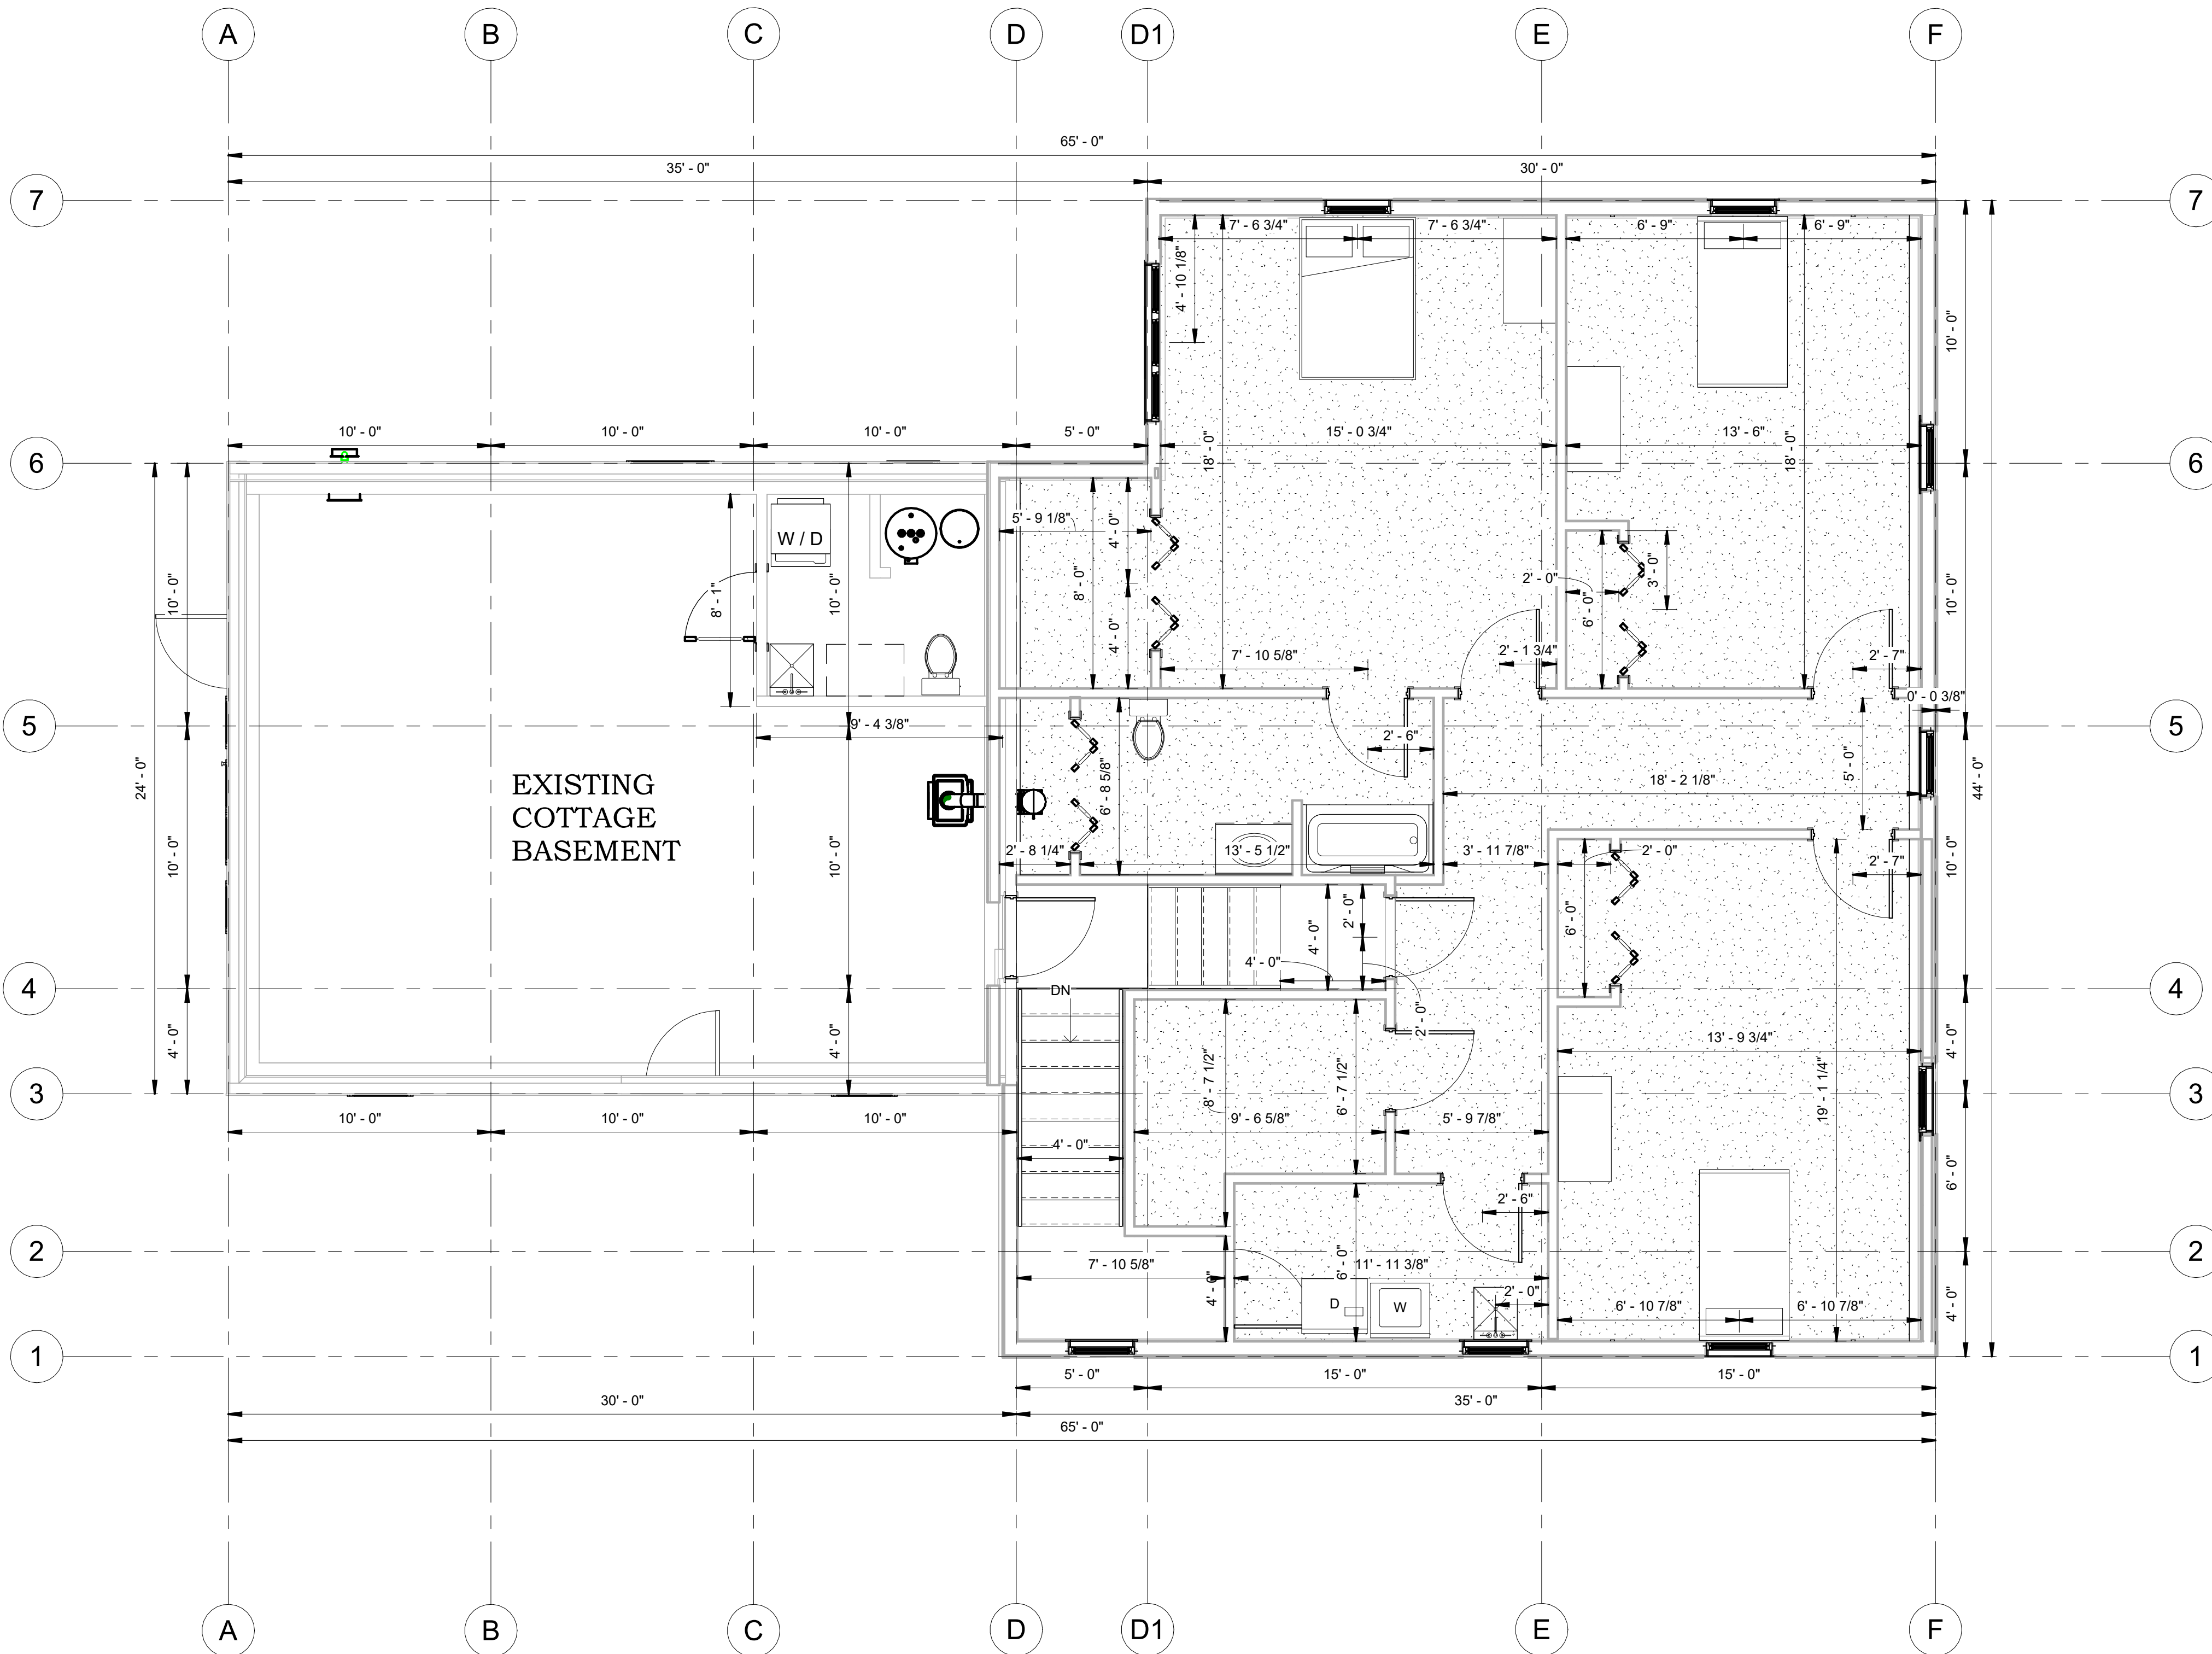 A B C D D1 E F
65' - 0"
35' - 0" 30' - 0"
7 7
7' - 6 3/4" 7' - 6 3/4" 6' - 9" 6' - 9"
4' - 10 1/8"
10' - 0"
10' - 0" 10' - 0" 10' - 0" 5' - 0" 15' - 0 3/4" 13' - 6"
18' - 0" 18' - 0"
6 6
5' - 9 1/8" 4' - 0"
W / D
8' - 1" 10' - 0" 8' - 0" 2' - 0" 3' - 0"
10' - 0" 6' - 0" 10' - 0"
4' - 0" 7' - 10 5/8" 2' - 1 3/4" 2' - 7"
0' - 0 3/8"
5 5
9' - 4 3/8" 2' - 6"
24' - 0" 6' - 8 5/8" 18' - 2 1/8" 5' - 0" 44' - 0"
EXISTING
COTTAGE
BASEMENT
10' - 0" 10' - 0" 2' - 8 1/4" 13' - 5 1/2" 3' - 11 7/8" 2' - 0" 2' - 7" 10' - 0"
4' - 0" 2' - 0" 6' - 0"
4' - 0"
4 4
DN 2' - 0"
4' - 0" 4' - 0" 13' - 9 3/4" 4' - 0"
8' - 7 1/2" 6' - 7 1/2" 19' - 1 1/4"
3 3
10' - 0" 10' - 0" 10' - 0" 9' - 6 5/8" 5' - 9 7/8"
4' - 0" 6' - 0"
2' - 6"
2 2
7' - 10 5/8" 6' - 0" 11' - 11 3/8"
4' - 0" D W 2' - 0" 6' - 10 7/8" 6' - 10 7/8" 4' - 0"
1 1
5' - 0" 15' - 0" 15' - 0"
30' - 0" 35' - 0"
65' - 0"
A B C D D1 E F